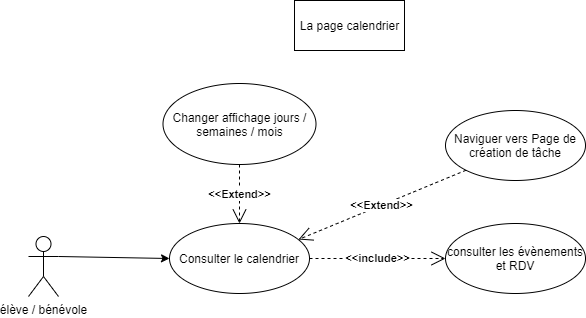 La page calendrier
Changer affichage jours /
semaines / mois
Naviguer vers Page de
création de tâche
<<Extend>>
<<Extend>>
Consulter le calendrier
<<include>>
consulter les évènements
et RDV
élève / bénévole